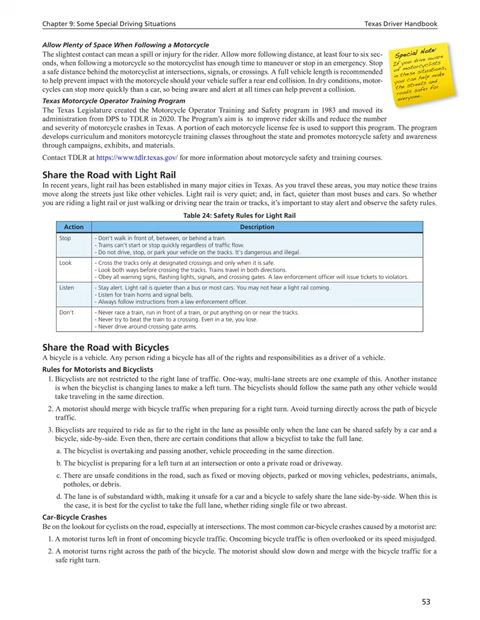 Chapter 9: Some Special Driving Situations
Texas Driver Handbook
Allow Plenty of Space When Following a Motorcycle
The slightest contact can mean a spill or injury for the rider. Allow more following distance, at least four to six sec-
onds, when following a motorcycle so the motorcyclist has enough time to maneuver or stop in an emergency. Stop
a safe distance behind the motorcyclist at intersections, signals, or crossings. A full vehicle length is recommended
to help prevent impact with the motorcycle should your vehicle suffer a rear end collision. In dry conditions, motor-
cycles can stop more quickly than a car, so being aware and alert at all times can help prevent a collision.
Special Note
If you drive aware
of motorcyclists
in these situations,
you can help make
the streets and
roads safer for
everyone.
Texas Motorcycle Operator Training Program
The Texas Legislature created the Motorcycle Operator Training and Safety program in 1983 and moved its
administration from DPS to TDLR in 2020. The Program's aim is to improve rider skills and reduce the number
and severity of motorcycle crashes in Texas. A portion of each motorcycle license fee is used to support this program. The program
develops curriculum and monitors motorcycle training classes throughout the state and promotes motorcycle safety and awareness
through campaigns, exhibits, and materials.
Contact TDLR at https://www.tdlr.texas.gov/ for more information about motorcycle safety and training courses.
Share the Road with Light Rail
In recent years, light rail has been established in many major cities in Texas. As you travel these areas, you may notice these trains
move along the streets just like other vehicles. Light rail is very quiet; and, in fact, quieter than most buses and cars. So whether
you are riding a light rail or just walking or driving near the train or tracks, it's important to stay alert and observe the safety rules.
Table 24: Safety Rules for Light Rail
Action
Description
Stop
- Don't walk in front of, between, or behind a train.
- Trains can't start or stop quickly regardless of traffic flow.
- Do not drive, stop, or park your vehicle on the tracks. It's dangerous and illegal.
Look
- Cross the tracks only at designated crossings and only when it is safe.
- Look both ways before crossing the tracks. Trains travel in both directions.
- Obey all warning signs, flashing lights, signals, and crossing gates. A law enforcement officer will issue tickets to violators.
Listen
- Stay alert. Light rail is quieter than a bus or most cars. You may not hear a light rail coming.
- Listen for train horns and signal bells.
- Always follow instructions from a law enforcement officer.
Don't
- Never race a train, run in front of a train, or put anything on or near the tracks.
- Never try to beat the train to a crossing. Even in a tie, you lose.
- Never drive around crossing gate arms.
Share the Road with Bicycles
A bicycle is a vehicle. Any person riding a bicycle has all of the rights and responsibilities as a driver of a vehicle.
Rules for Motorists and Bicyclists
1. Bicyclists are not restricted to the right lane of traffic. One-way, multi-lane streets are one example of this. Another instance
is when the bicyclist is changing lanes to make a left turn. The bicyclists should follow the same path any other vehicle would
take traveling in the same direction.
2. A motorist should merge with bicycle traffic when preparing for a right turn. Avoid turning directly across the path of bicycle
traffic.
3. Bicyclists are required to ride as far to the right in the lane as possible only when the lane can be shared safely by a car and a
bicycle, side-by-side. Even then, there are certain conditions that allow a bicyclist to take the full lane.
a. The bicyclist is overtaking and passing another, vehicle proceeding in the same direction.
b. The bicyclist is preparing for a left turn at an intersection or onto a private road or driveway.
c. There are unsafe conditions in the road, such as fixed or moving objects, parked or moving vehicles, pedestrians, animals,
potholes, or debris.
d. The lane is of substandard width, making it unsafe for a car and a bicycle to safely share the lane side-by-side. When this is
the case, it is best for the cyclist to take the full lane, whether riding single file or two abreast.
Car-Bicycle Crashes
Be on the lookout for cyclists on the road, especially at intersections. The most common car-bicycle crashes caused by a motorist are:
1. A motorist turns left in front of oncoming bicycle traffic. Oncoming bicycle traffic is often overlooked or its speed misjudged.
2. A motorist turns right across the path of the bicycle. The motorist should slow down and merge with the bicycle traffic for a
safe right turn.
53